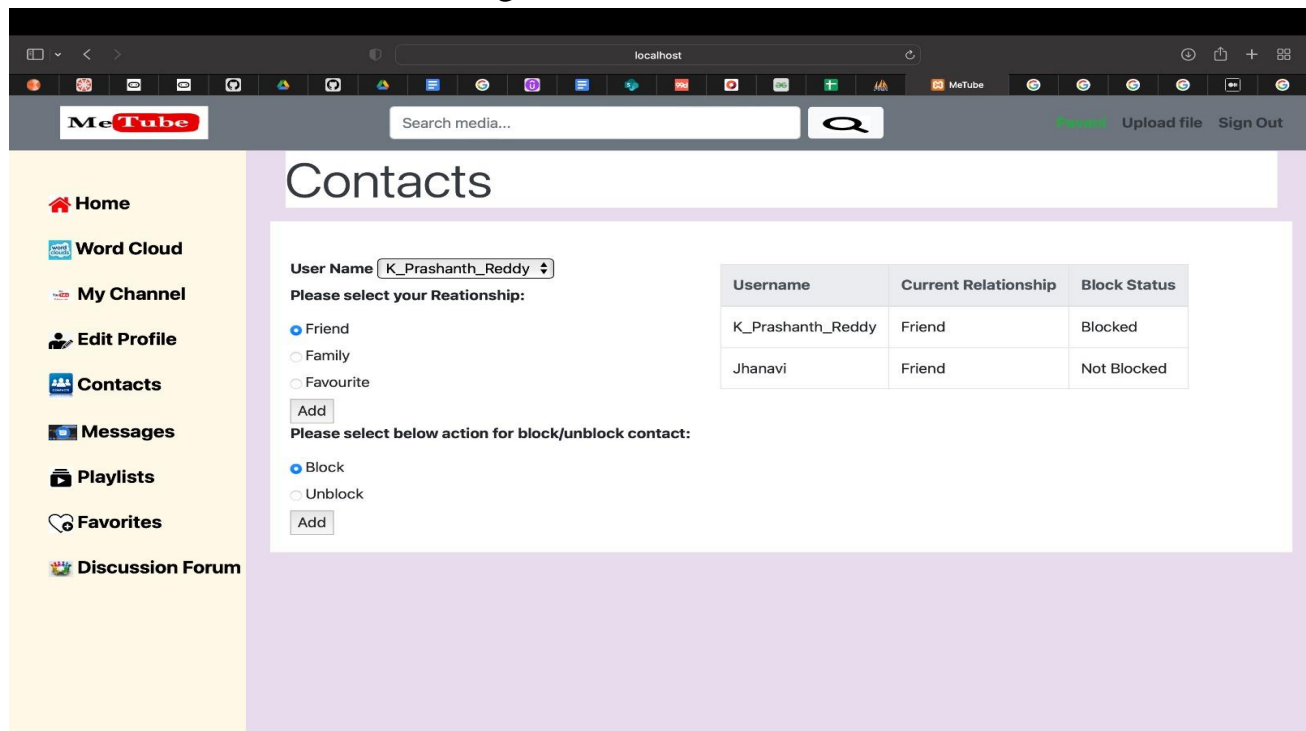 localhost
MeTube
MeTube
Search media...
Upload file
Sign Out
Home
Word Cloud
My Channel
Edit Profile
Contacts
Messages
Playlists
Favorites
Discussion Forum
Contacts
User Name K_Prashanth_Reddy
Please select your Reationship:
Friend
Family
Favourite
Add
Please select below action for block/unblock contact:
Block
Unblock
Add
Username Current Relationship Block Status
K_Prashanth_Reddy Friend Blocked
Jhanavi Friend Not Blocked